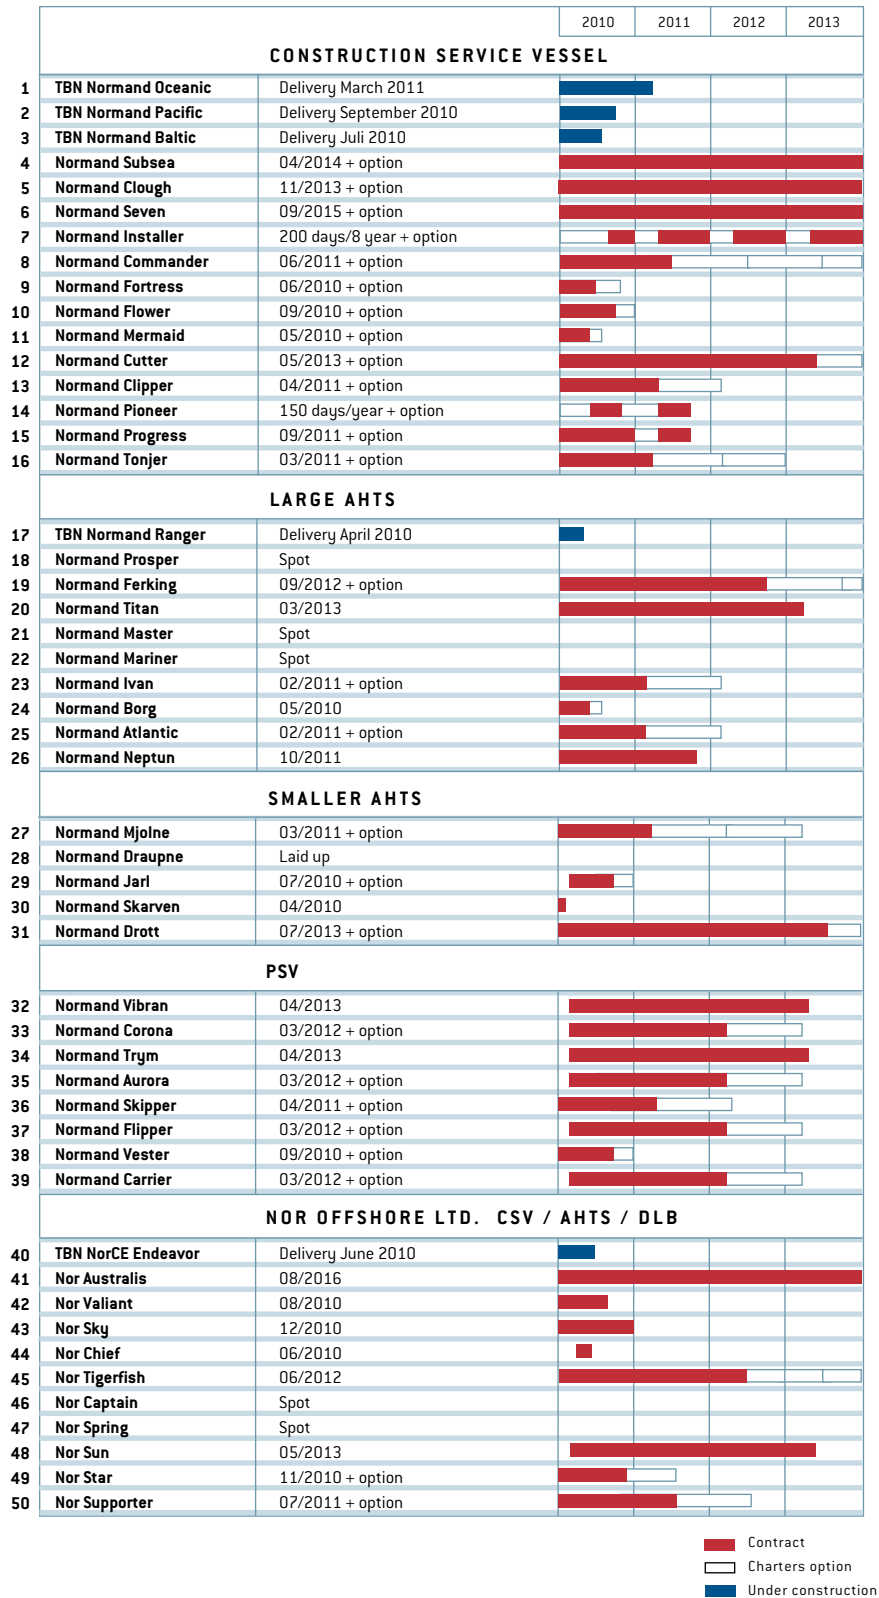 2010 2011 2012 2013
CONSTRUCTION SERVICE VESSEL
1 TBN Normand Oceanic Delivery March 2011
2 TBN Normand Pacific Delivery September 2010
3 TBN Normand Baltic Delivery Juli 2010
4 Normand Subsea 04/2014 + option
5 Normand Clough 11/2013 + option
6 Normand Seven 09/2015 + option
7 Normand Installer 200 days/8 year + option
8 Normand Commander 06/2011 + option
9 Normand Fortress 06/2010 + option
10 Normand Flower 09/2010 + option
11 Normand Mermaid 05/2010 + option
12 Normand Cutter 05/2013 + option
13 Normand Clipper 04/2011 + option
14 Normand Pioneer 150 days/year + option
15 Normand Progress 09/2011 + option
16 Normand Tonjer 03/2011 + option
LARGE AHTS
17 TBN Normand Ranger Delivery April 2010
18 Normand Prosper Spot
19 Normand Ferking 09/2012 + option
20 Normand Titan 03/2013
21 Normand Master Spot
22 Normand Mariner Spot
23 Normand Ivan 02/2011 + option
24 Normand Borg 05/2010
25 Normand Atlantic 02/2011 + option
26 Normand Neptun 10/2011
SMALLER AHTS
27 Normand Mjolne 03/2011 + option
28 Normand Draupne Laid up
29 Normand Jarl 07/2010 + option
30 Normand Skarven 04/2010
31 Normand Drott 07/2013 + option
PSV
32 Normand Vibran 04/2013
33 Normand Corona 03/2012 + option
34 Normand Trym 04/2013
35 Normand Aurora 03/2012 + option
36 Normand Skipper 04/2011 + option
37 Normand Flipper 03/2012 + option
38 Normand Vester 09/2010 + option
39 Normand Carrier 03/2012 + option
NOR OFFSHORE LTD. CSV / AHTS / DLB
40 TBN NorCE Endeavor Delivery June 2010
41 Nor Australis 08/2016
42 Nor Valiant 08/2010
43 Nor Sky 12/2010
44 Nor Chief 06/2010
45 Nor Tigerfish 06/2012
46 Nor Captain Spot
47 Nor Spring Spot
48 Nor Sun 05/2013
49 Nor Star 11/2010 + option
50 Nor Supporter 07/2011 + option
Contract
Charters option
Under construction